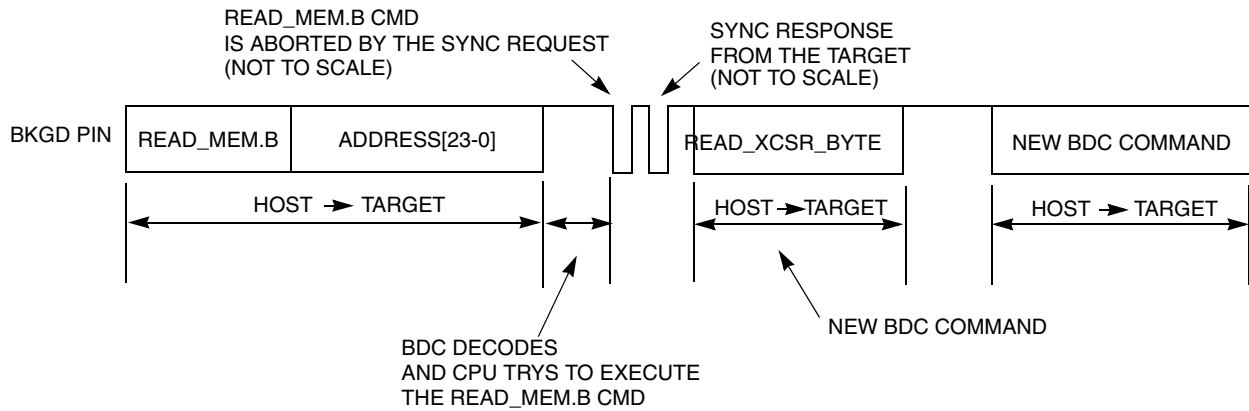 READ_MEM.B CMD
IS ABORTED BY THE SYNC REQUEST
(NOT TO SCALE)
SYNC RESPONSE
FROM THE TARGET
(NOT TO SCALE)
BKGD PIN
READ_MEM.B
ADDRESS[23-0]
READ_XCSR_BYTE
NEW BDC COMMAND
HOST TARGET
HOST TARGET
HOST TARGET
NEW BDC COMMAND
BDC DECODES
AND CPU TRYS TO EXECUTE
THE READ_MEM.B CMD